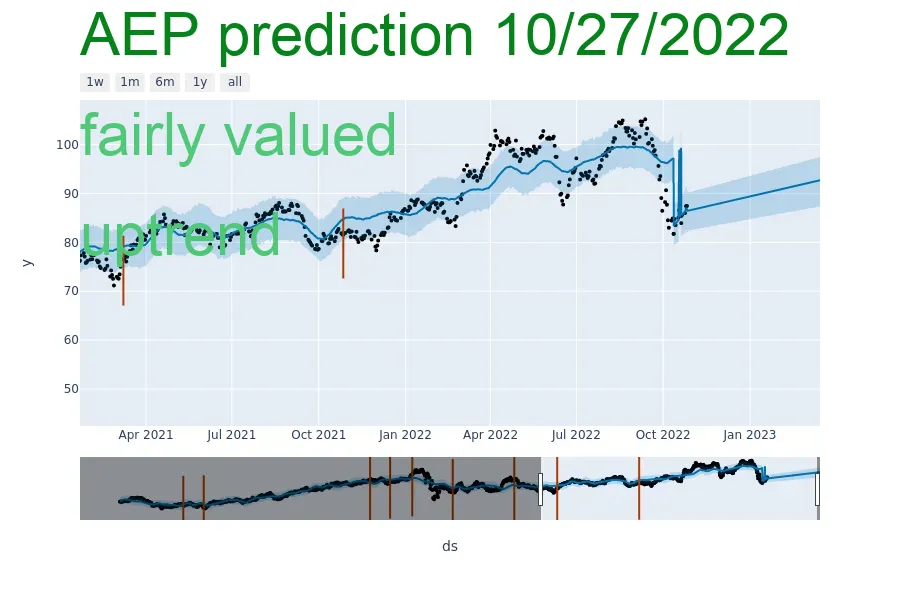 AEP prediction 10/27/2022
1w 1m 6m 1y all
fairly valued
100
90
uptrend
80
y
70
60
50
Apr 2021 Jul 2021 Oct 2021 Jan 2022 Apr 2022 Jul 2022 Oct 2022 Jan 2023
ds